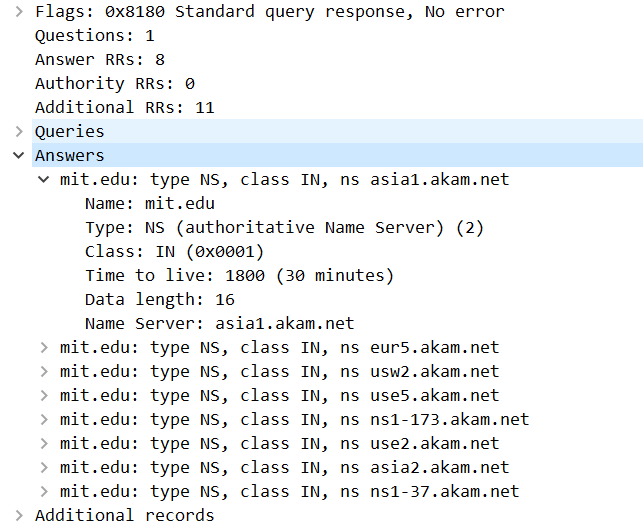 Flags: 0x8180 Standard query response, No error
Questions: 1
Answer RRs: 8
Authority RRs: 0
Additional RRs: 11
Queries
Answers
mit.edu: type NS, class IN, ns asia1.akam.net
Name: mit.edu
Type: NS (authoritative Name Server) (2)
Class: IN (0x0001)
Time to live: 1800 (30 minutes)
Data length: 16
Name Server: asia1.akam.net
mit.edu: type NS, class IN, ns eur5.akam.net
mit.edu: type NS, class IN, ns usw2.akam.net
mit.edu: type NS, class IN, ns use5.akam.net
mit.edu: type NS, class IN, ns ns1-173.akam.net
mit.edu: type NS, class IN, ns use2.akam.net
mit.edu: type NS, class IN, ns asia2.akam.net
mit.edu: type NS, class IN, ns ns1-37.akam.net
Additional records